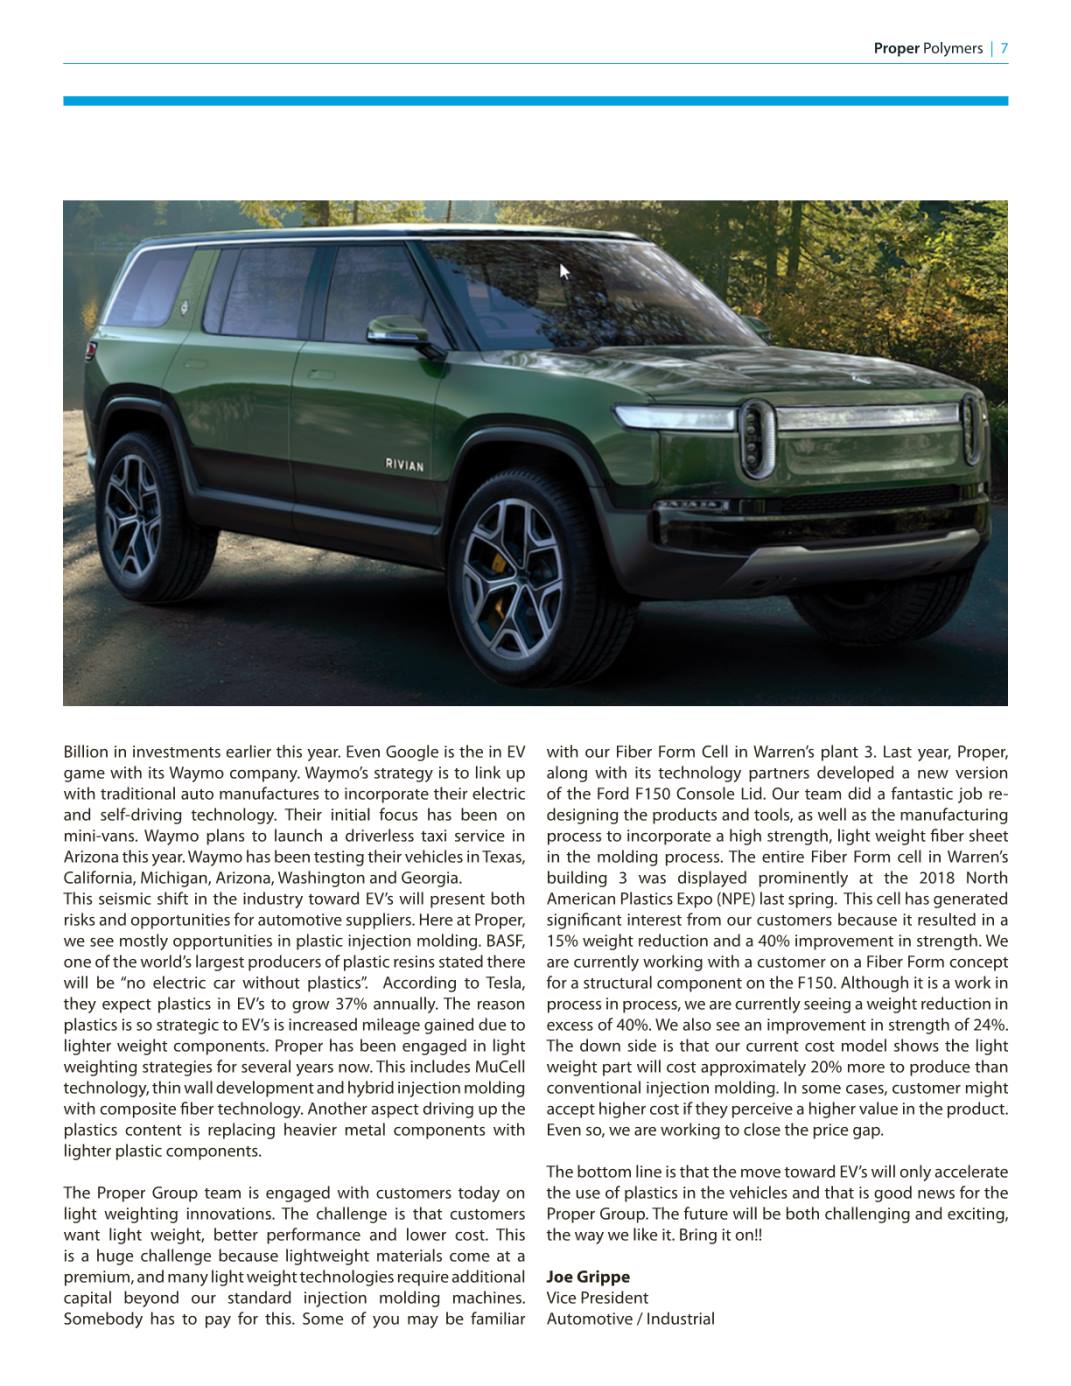 Proper Polymers | 7
RIVIAN
Billion in investments earlier this year. Even Google is the in EV
game with its Waymo company. Waymo’s strategy is to link up
with traditional auto manufactures to incorporate their electric
and self-driving technology. Their initial focus has been on
mini-vans. Waymo plans to launch a driverless taxi service in
Arizona this year. Waymo has been testing their vehicles in Texas,
California, Michigan, Arizona, Washington and Georgia.
This seismic shift in the industry toward EV’s will present both
risks and opportunities for automotive suppliers. Here at Proper,
we see mostly opportunities in plastic injection molding. BASF,
one of the world’s largest producers of plastic resins stated there
will be “no electric car without plastics”. According to Tesla,
they expect plastics in EV’s to grow 37% annually. The reason
plastics is so strategic to EV’s is increased mileage gained due to
lighter weight components. Proper has been engaged in light
weighting strategies for several years now. This includes MuCell
technology, thin wall development and hybrid injection molding
with composite fiber technology. Another aspect driving up the
plastics content is replacing heavier metal components with
lighter plastic components.
The Proper Group team is engaged with customers today on
light weighting innovations. The challenge is that customers
want light weight, better performance and lower cost. This
is a huge challenge because lightweight materials come at a
premium, and many light weight technologies require additional
capital beyond our standard injection molding machines.
Somebody has to pay for this. Some of you may be familiar
with our Fiber Form Cell in Warren’s plant 3. Last year, Proper,
along with its technology partners developed a new version
of the Ford F150 Console Lid. Our team did a fantastic job re-
designing the products and tools, as well as the manufacturing
process to incorporate a high strength, light weight fiber sheet
in the molding process. The entire Fiber Form cell in Warren’s
building 3 was displayed prominently at the 2018 North
American Plastics Expo (NPE) last spring. This cell has generated
significant interest from our customers because it resulted in a
15% weight reduction and a 40% improvement in strength. We
are currently working with a customer on a Fiber Form concept
for a structural component on the F150. Although it is a work in
process in process, we are currently seeing a weight reduction in
excess of 40%. We also see an improvement in strength of 24%.
The down side is that our current cost model shows the light
weight part will cost approximately 20% more to produce than
conventional injection molding. In some cases, customer might
accept higher cost if they perceive a higher value in the product.
Even so, we are working to close the price gap.
The bottom line is that the move toward EV’s will only accelerate
the use of plastics in the vehicles and that is good news for the
Proper Group. The future will be both challenging and exciting,
the way we like it. Bring it on!!
Joe Grippe
Vice President
Automotive / Industrial